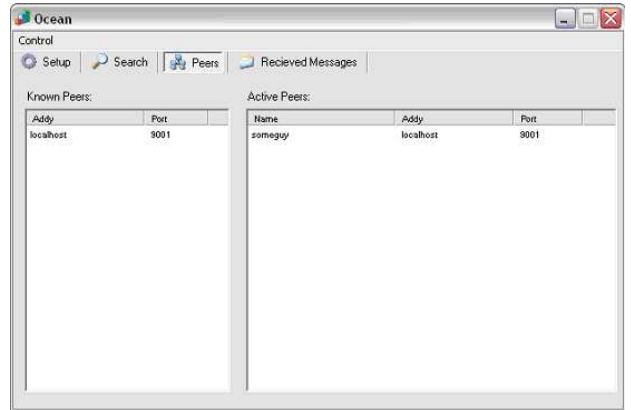 Ocean
Control
Setup Search Peers Recieved Messages
Known Peers: Active Peers:
Addy Port Name Addy Port
localhost 9001 someguy localhost 9001